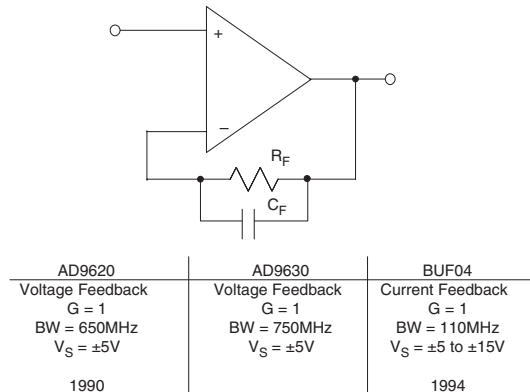 +
−
R_F
C_F
AD9620 AD9630 BUF04
Voltage Feedback Voltage Feedback Current Feedback
G = 1 G = 1 G = 1
BW = 650MHz BW = 750MHz BW = 110MHz
V_S = ±5V V_S = ±5V V_S = ±5 to ±15V
1990 1994